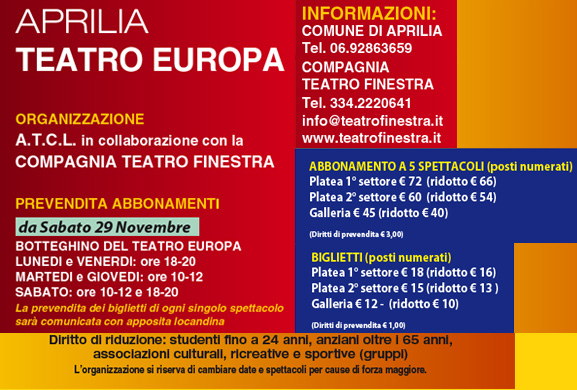 APRILIA
TEATRO EUROPA
ORGANIZZAZIONE
A.T.C.L. in collaborazione con la
COMPAGNIA TEATRO FINESTRA
PREVENDITA ABBONAMENTI
da Sabato 29 Novembre
BOTTEGHINO DEL TEATRO EUROPA
LUNEDI e VENERDI: ore 18-20
MARTEDI e GIOVEDI: ore 10-12
SABATO: ore 10-12 e 18-20
La prevendita dei biglietti di ogni singolo spettacolo
sarà comunicata con apposita locandina
INFORMAZIONI:
COMUNE DI APRILIA
Tel. 06.92863659
COMPAGNIA
TEATRO FINESTRA
Tel. 334.2220641
info@teatrofinestra.it
www.teatrofinestra.it
ABBONAMENTO A 5 SPETTACOLI (posti numerati)
Platea 1° settore € 72 (ridotto € 66)
Platea 2° settore € 60 (ridotto € 54)
Galleria € 45 (ridotto € 40)
(Diritti di prevendita € 3,00)
BIGLIETTI (posti numerati)
Platea 1° settore € 18 (ridotto € 16)
Platea 2° settore € 15 (ridotto € 13 )
Galleria € 12 - (ridotto € 10)
(Diritti di prevendita € 1,00)
Diritto di riduzione: studenti fino a 24 anni, anziani oltre i 65 anni,
associazioni culturali, ricreative e sportive (gruppi)
L'organizzazione si riserva di cambiare date e spettacoli per cause di forza maggiore.